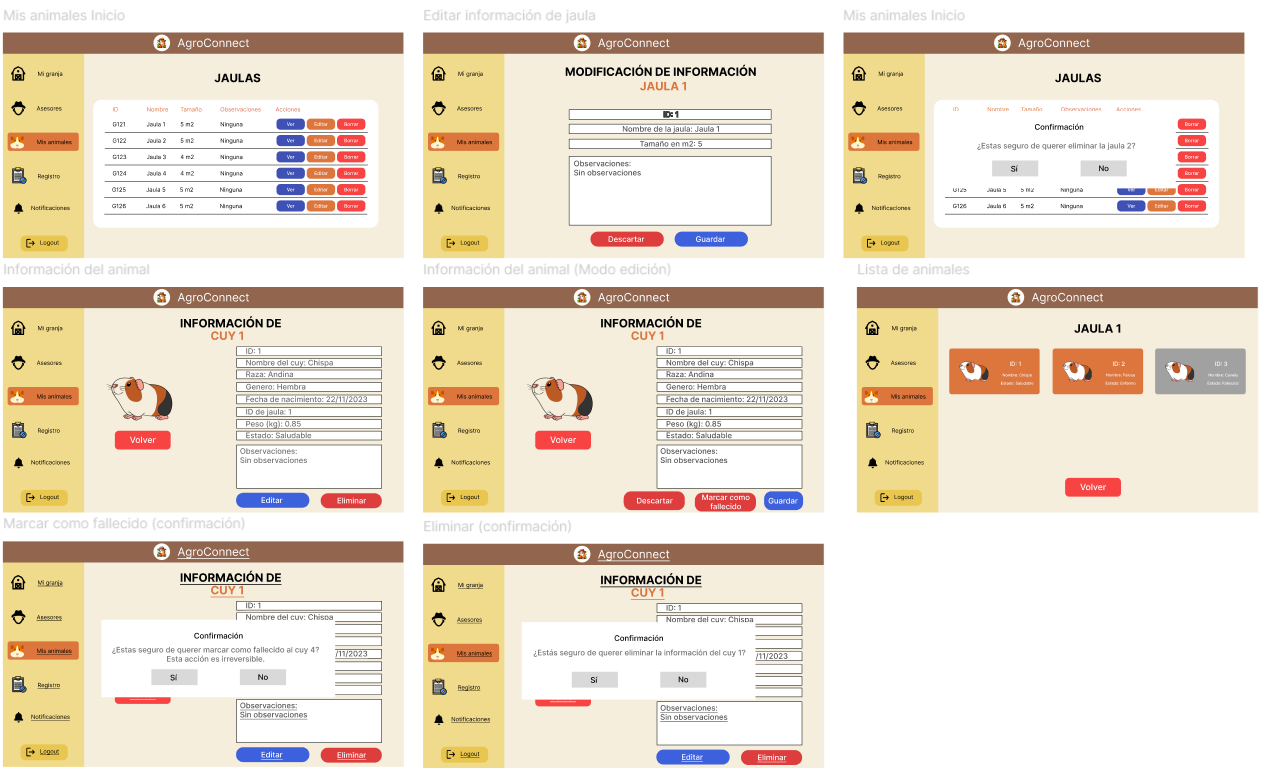 Mis animales Inicio
AgroConnect
Mi granja
Asesores
Mis animales
Registro
Notificaciones
Logout
JAULAS
ID Nombre Tamaño Observaciones Acciones
G121 Jaula 1 5 m2 Ninguna Ver Editar Borrar
G122 Jaula 2 5 m2 Ninguna Ver Editar Borrar
G123 Jaula 3 4 m2 Ninguna Ver Editar Borrar
G124 Jaula 4 4 m2 Ninguna Ver Editar Borrar
G125 Jaula 5 5 m2 Ninguna Ver Editar Borrar
G126 Jaula 6 5 m2 Ninguna Ver Editar Borrar
Editar información de jaula
AgroConnect
Mi granja
Asesores
Mis animales
Registro
Notificaciones
Logout
MODIFICACIÓN DE INFORMACIÓN
JAULA 1
ID: 1
Nombre de la jaula: Jaula 1
Tamaño en m2: 5
Observaciones:
Sin observaciones
Descartar Guardar
Mis animales Inicio
AgroConnect
Mi granja
Asesores
Mis animales
Registro
Notificaciones
Logout
JAULAS
ID Nombre Tamaño Observaciones Acciones
Borrar
Confirmación
Borrar
¿Estas seguro de querer eliminar la jaula 2?
Borrar
Sí No
Borrar
G125 Jaula 5 5 m2 Ninguna Ver Editar Borrar
G126 Jaula 6 5 m2 Ninguna Ver Editar Borrar
Información del animal
AgroConnect
Mi granja
Asesores
Mis animales
Registro
Notificaciones
Logout
INFORMACIÓN DE
CUY 1
Volver
ID: 1
Nombre del cuy: Chispa
Raza: Andina
Genero: Hembra
Fecha de nacimiento: 22/11/2023
ID de jaula: 1
Peso (kg): 0.85
Estado: Saludable
Observaciones:
Sin observaciones
Editar Eliminar
Información del animal (Modo edición)
AgroConnect
Mi granja
Asesores
Mis animales
Registro
Notificaciones
Logout
INFORMACIÓN DE
CUY 1
Volver
ID: 1
Nombre del cuy: Chispa
Raza: Andina
Genero: Hembra
Fecha de nacimiento: 22/11/2023
ID de jaula: 1
Peso (kg): 0.85
Estado: Saludable
Observaciones:
Sin observaciones
Descartar
Marcar como
fallecido
Guardar
Lista de animales
AgroConnect
Mi granja
Asesores
Mis animales
Registro
Notificaciones
Logout
JAULA 1
ID: 1
Nombre: Chispa
Estado: Saludable
ID: 2
Nombre:
Estado: Enfermo
ID: 3
Nombre: Canela
Estado: Fallecido
Volver
Marcar como fallecido (confirmación)
AgroConnect
Mi granja
Asesores
Mis animales
Registro
Notificaciones
Logout
INFORMACIÓN DE
CUY 1
ID: 1
Nombre del cuy: Chispa
Confirmación
¿Estas seguro de querer marcar como fallecido al cuy 4?
Esta acción es irreversible.
/11/2023
Sí No
Observaciones:
Sin observaciones
Editar Eliminar
Eliminar (confirmación)
AgroConnect
Mi granja
Asesores
Mis animales
Registro
Notificaciones
Logout
INFORMACIÓN DE
CUY 1
ID: 1
Nombre del cuy: Chispa
Confirmación
¿Estás seguro de querer eliminar la información del cuy 1?
/11/2023
Sí No
Observaciones:
Sin observaciones
Editar Eliminar